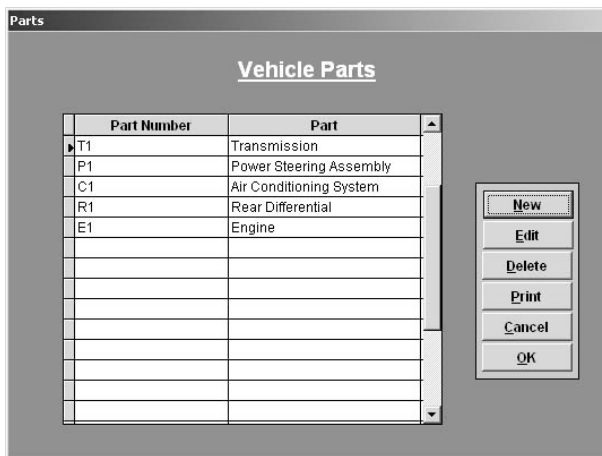 Parts
Vehicle Parts
Part Number Part
T1 Transmission
P1 Power Steering Assembly
C1 Air Conditioning System
R1 Rear Differential
E1 Engine
New
Edit
Delete
Print
Cancel
OK